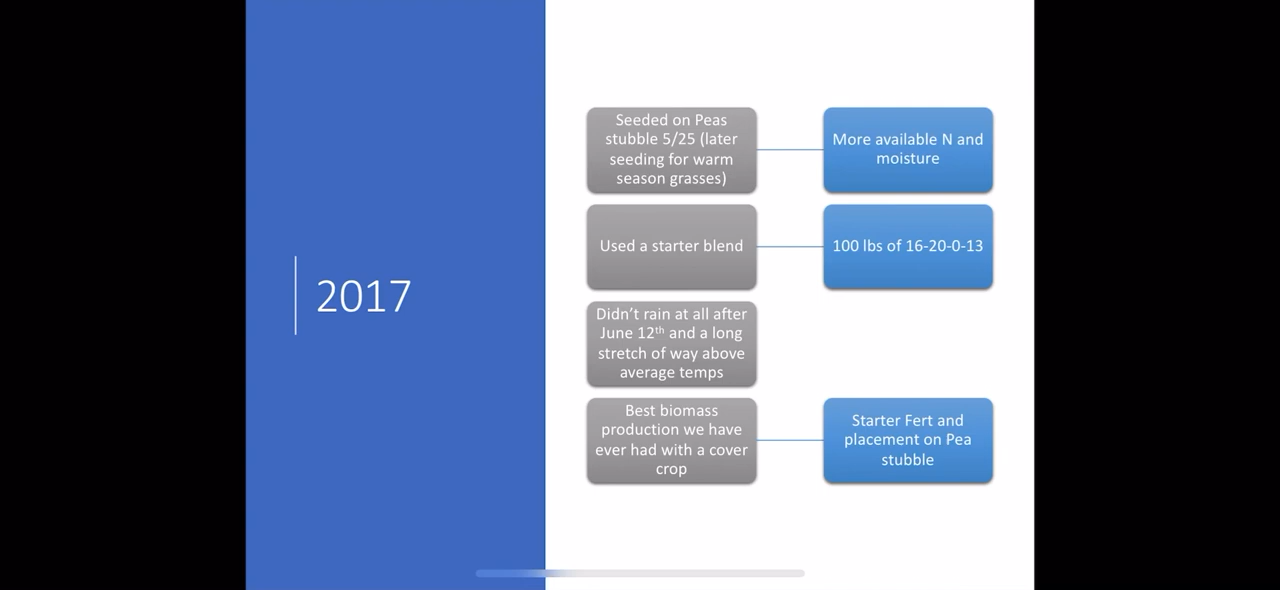 2017
Seeded on Peas
stubble 5/25 (later
seeding for warm
season grasses)
More available N and
moisture
Used a starter blend
100 lbs of 16-20-0-13
Didn’t rain at all after
June 12th and a long
stretch of way above
average temps
Best biomass
production we have
ever had with a cover
crop
Starter Fert and
placement on Pea
stubble